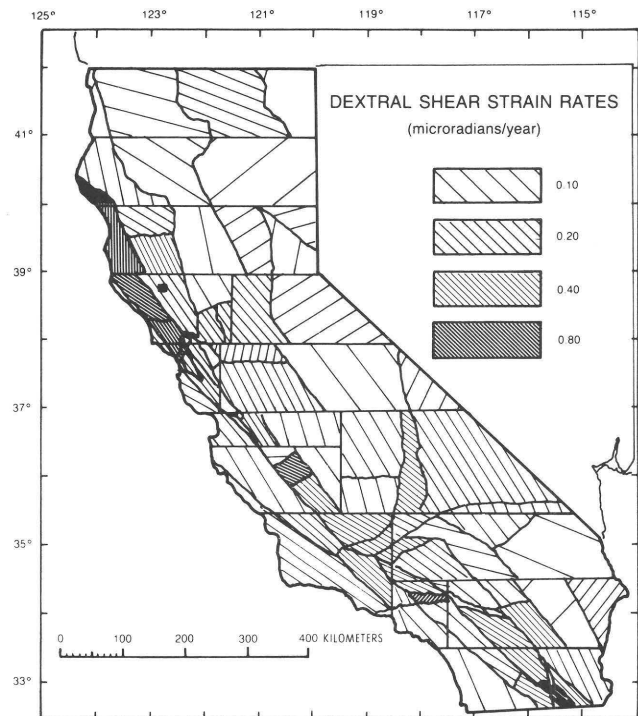 125° 123° 121° 119° 117° 115°
DEXTRAL SHEAR STRAIN RATES
(microradians/year)
0.10
0.20
0.40
0.80
41°
39°
37°
35°
33°
0 100 200 300 400 KILOMETERS